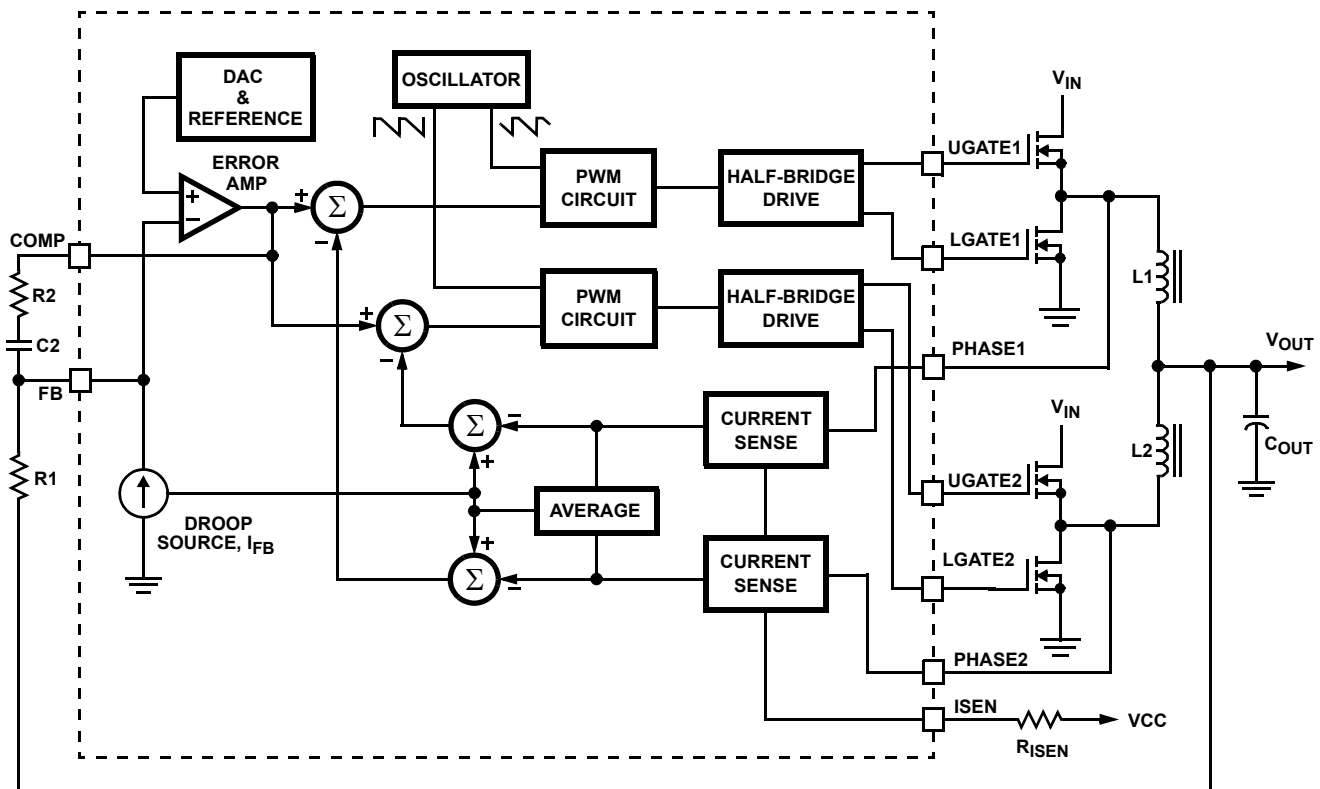 DAC
&
REFERENCE
OSCILLATOR
V_IN
ERROR
AMP
UGATE1
+
−
+
Σ
−
PWM
CIRCUIT
HALF-BRIDGE
DRIVE
COMP
LGATE1
L1
R2
+
Σ
−
PWM
CIRCUIT
HALF-BRIDGE
DRIVE
C2
PHASE1
V_OUT
FB
V_IN
Σ
−
+
CURRENT
SENSE
L2
C_OUT
R1
UGATE2
AVERAGE
DROOP
SOURCE, I_FB
+
Σ
−
CURRENT
SENSE
LGATE2
PHASE2
ISEN
VCC
R_ISEN